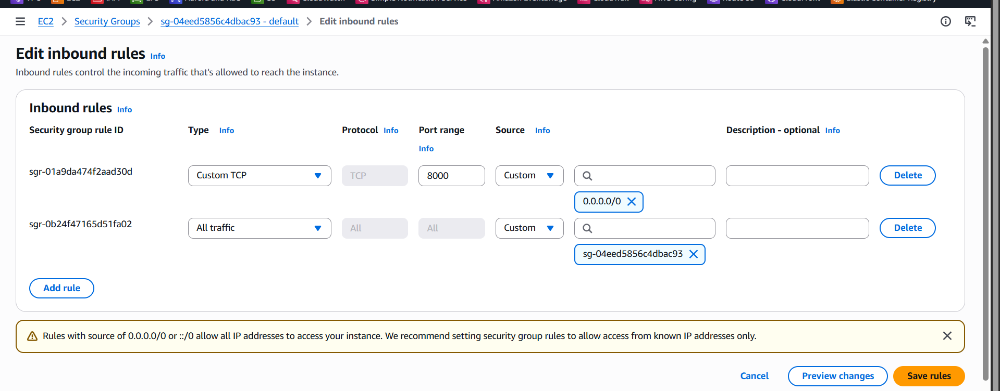 EC2 > Security Groups > sg-04eed5856c4dbac93 - default > Edit inbound rules
Edit inbound rules Info
Inbound rules control the incoming traffic that's allowed to reach the instance.
Inbound rules Info
Security group rule ID Type Info Protocol Info Port range Info Source Info Description - optional Info
sgr-01a9da474f2aad30d Custom TCP TCP 8000 Custom Delete
0.0.0.0/0
sgr-0b24f47165d51fa02 All traffic All All Custom Delete
sg-04eed5856c4dbac93
Add rule
Rules with source of 0.0.0.0/0 or ::/0 allow all IP addresses to access your instance. We recommend setting security group rules to allow access from known IP addresses only.
Cancel Preview changes Save rules